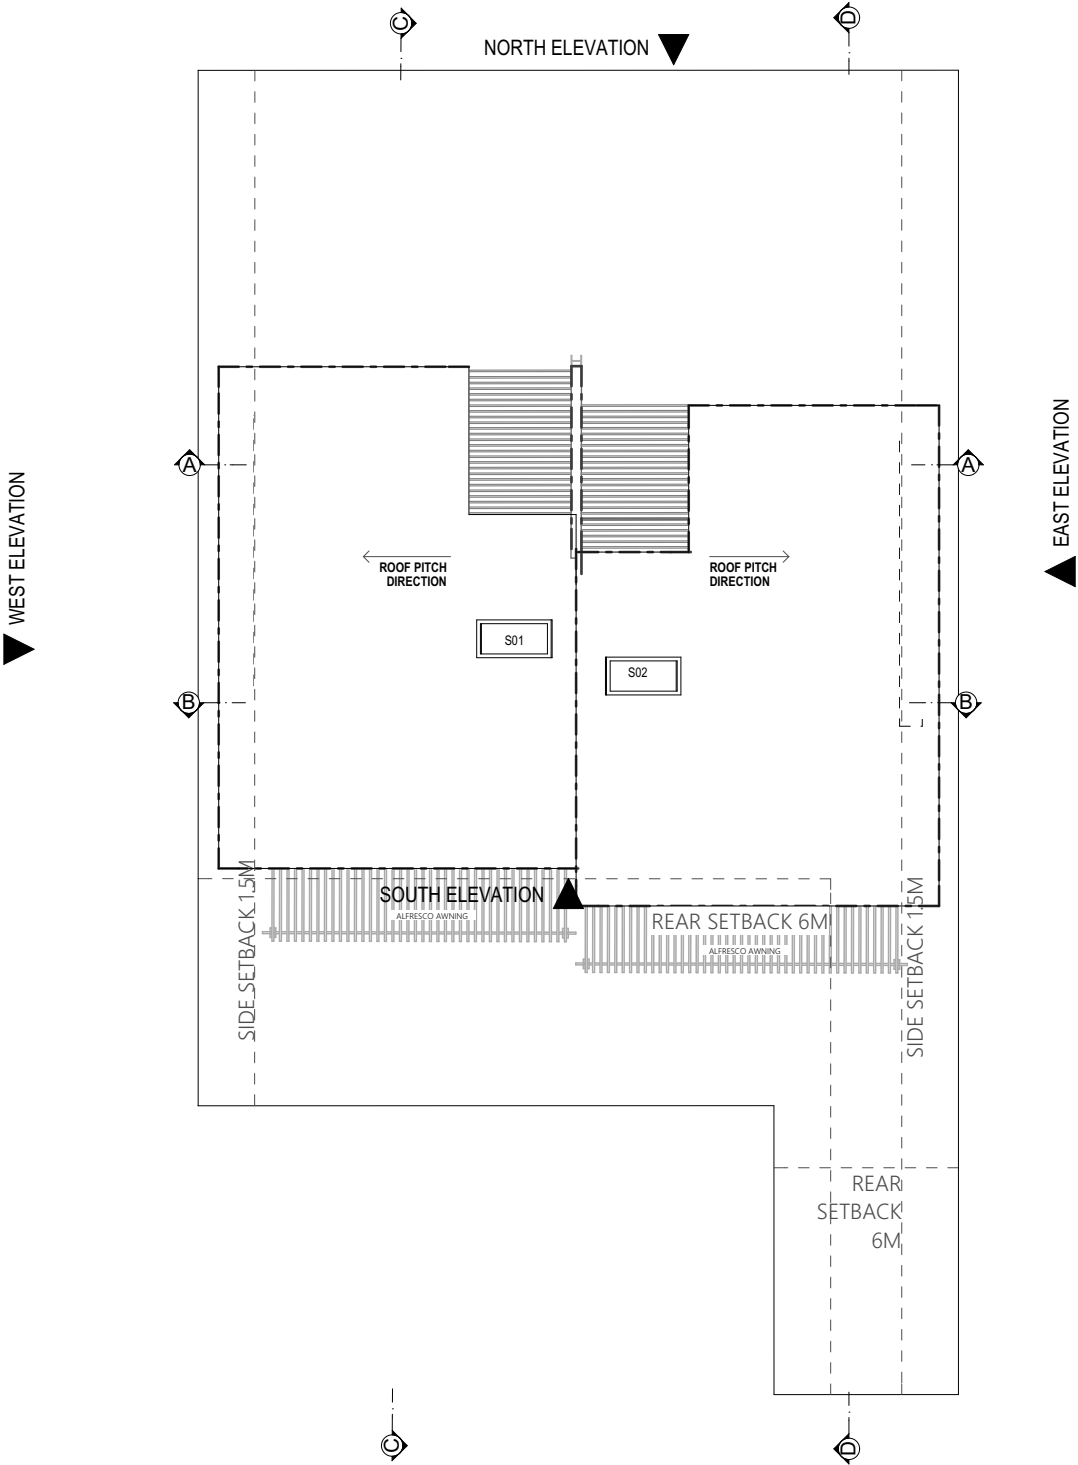 C
D
NORTH ELEVATION
A
A
WEST ELEVATION
EAST ELEVATION
ROOF PITCH
DIRECTION
ROOF PITCH
DIRECTION
S01
S02
B
B
SOUTH ELEVATION
ALFRESCO AWNING
REAR SETBACK 6M
ALFRESCO AWNING
SIDE SETBACK 1.5M
SIDE SETBACK 1.5M
REAR
SETBACK
6M
C
D